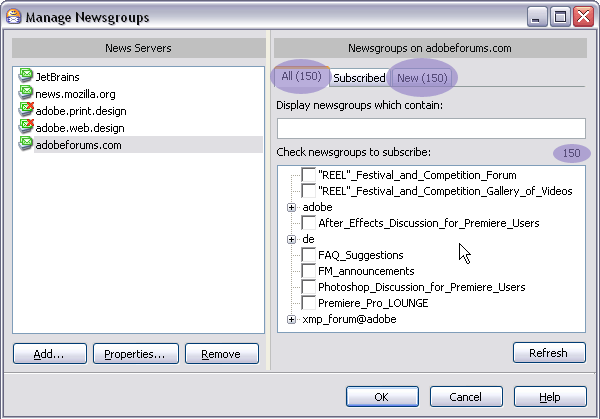 Manage Newsgroups
News Servers
JetBrains
news.mozilla.org
adobe.print.design
adobe.web.design
adobeforums.com
Add...
Properties...
Remove
Newsgroups on adobeforums.com
All (150)
Subscribed
New (150)
Display newsgroups which contain:
Check newsgroups to subscribe:
150
"REEL"_Festival_and_Competition_Forum
"REEL"_Festival_and_Competition_Gallery_of_Videos
adobe
After_Effects_Discussion_for_Premiere_Users
de
FAQ_Suggestions
FM_announcements
Photoshop_Discussion_for_Premiere_Users
Premiere_Pro_LOUNGE
xmp_forum@adobe
Refresh
OK
Cancel
Help